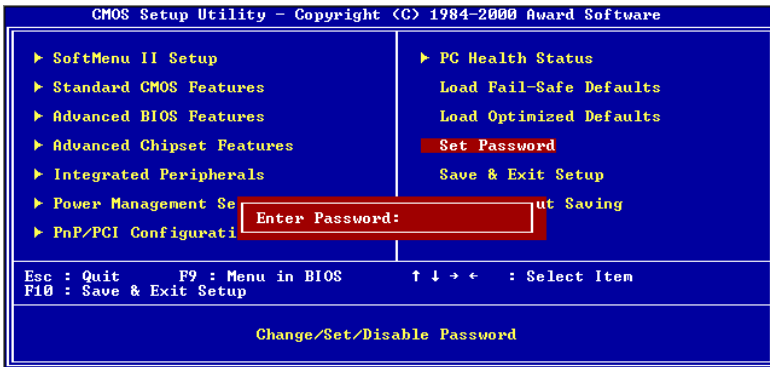 CMOS Setup Utility - Copyright (C) 1984-2000 Award Software
SoftMenu II Setup
Standard CMOS Features
Advanced BIOS Features
Advanced Chipset Features
Integrated Peripherals
Power Management Se
PnP/PCI Configurati
PC Health Status
Load Fail-Safe Defaults
Load Optimized Defaults
Set Password
Save & Exit Setup
ut Saving
Enter Password:
Esc : Quit F9 : Menu in BIOS ↑ ↓ → ← : Select Item
F10 : Save & Exit Setup
Change/Set/Disable Password